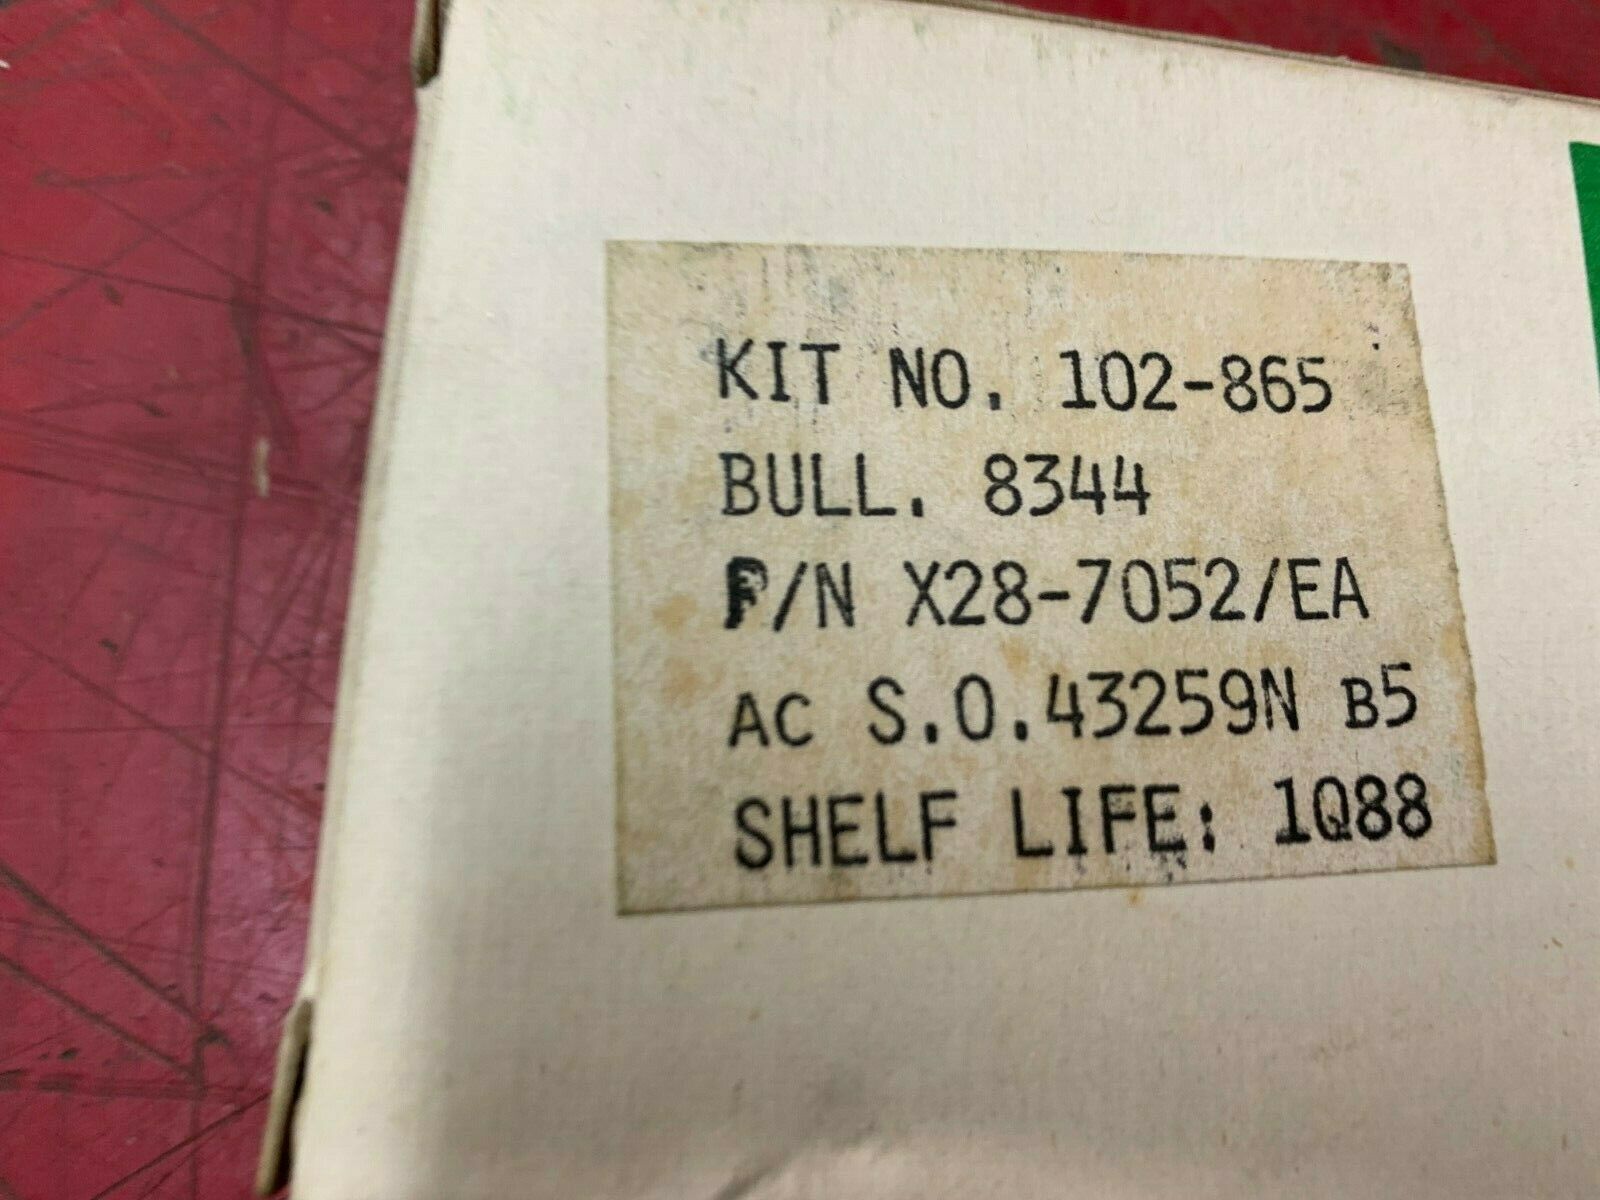 KIT NO. 102-865
BULL. 8344
P/N X28-7052/EA
AC S.O.43259N B5
SHELF LIFE: 1Q88